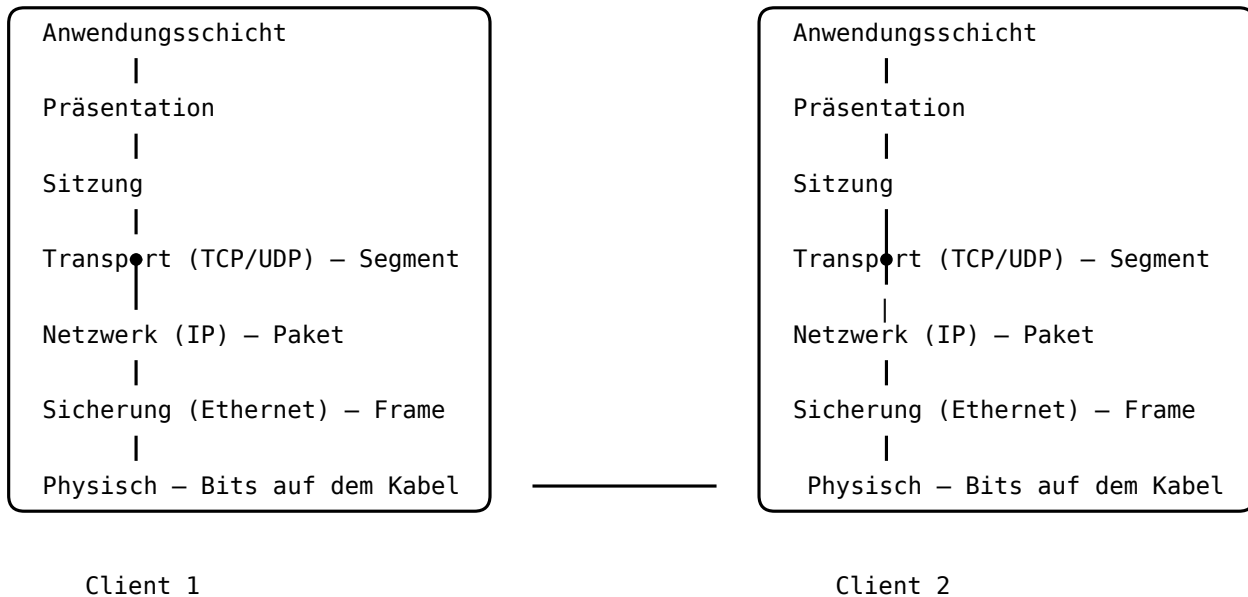 Anwendungsschicht
Präsentation
Sitzung
Transport (TCP/UDP) – Segment
Netzwerk (IP) – Paket
Sicherung (Ethernet) – Frame
Physisch – Bits auf dem Kabel
Client 1
Anwendungsschicht
Präsentation
Sitzung
Transport (TCP/UDP) – Segment
Netzwerk (IP) – Paket
Sicherung (Ethernet) – Frame
Physisch – Bits auf dem Kabel
Client 2